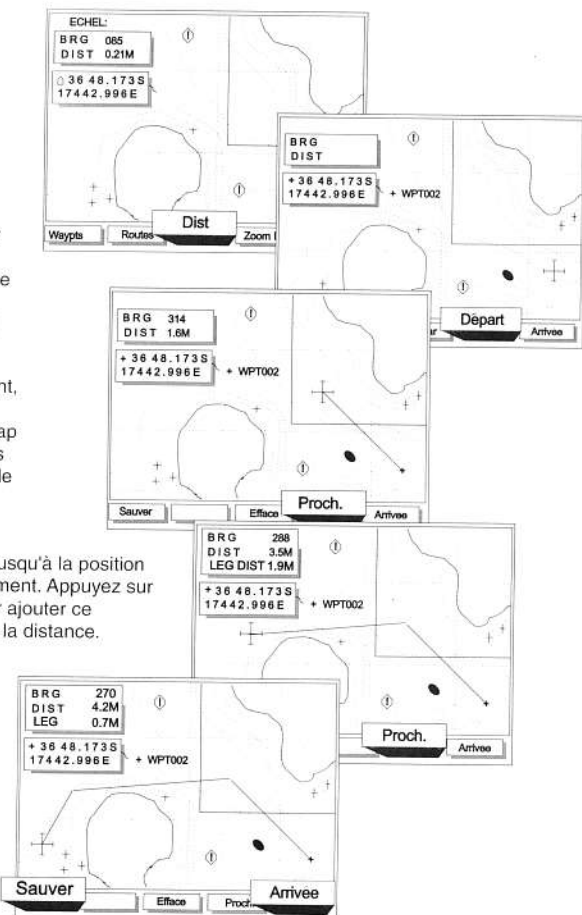 ECHEL:
BRG 085
DIST 0.21M
36 48.173S
17442.996E
Waypts Routes Dist Zoom
BRG
DIST
+ 36 48.173S
17442.996E + WPT002
Depart Arrivee
BRG 314
DIST 1.6M
+ 36 48.173S
17442.996E + WPT002
Sauver Efface Proch. Arrivee
usqu'à la position
ment. Appuyez sur
r ajouter ce
la distance.
BRG 288
DIST 3.5M
LEG DIST 1.9M
+ 36 48.173S
17442.996E + WPT002
Proch. Arrivee
BRG 270
DIST 4.2M
LEG 0.7M
+ 36 48.173S
17442.996E + WPT002
Sauver Efface Proch Arrivee